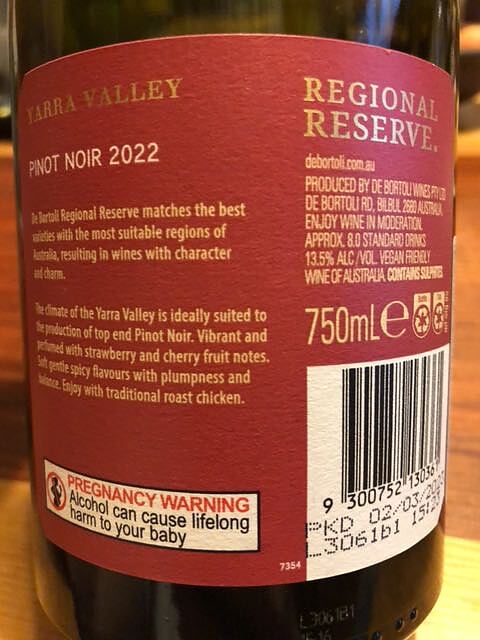 YARRA VALLEY
PINOT NOIR 2022
De Bortoli Regional Reserve matches the best
varieties with the most suitable regions of
Australia, resulting in wines with character
and charm.
The climate of the Yarra Valley is ideally suited to
the production of top end Pinot Noir. Vibrant and
perfumed with strawberry and cherry fruit notes.
Soft gentle spicy flavours with plumpness and
balance. Enjoy with traditional roast chicken.
PREGNANCY WARNING
Alcohol can cause lifelong
harm to your baby
REGIONAL
RESERVE.
debortoli.com.au
PRODUCED BY DE BORTOLI WINES PTY LTD
DE BORTOLI RD, BILBUL 2680 AUSTRALIA
ENJOY WINE IN MODERATION.
APPROX. 8.0 STANDARD DRINKS
13.5% ALC/VOL. VEGAN FRIENDLY
WINE OF AUSTRALIA. CONTAINS SULPHITES
750mL e
9 300752 13036
PKD 02/03/202
L3061b1 15:2
7354
L3061B1